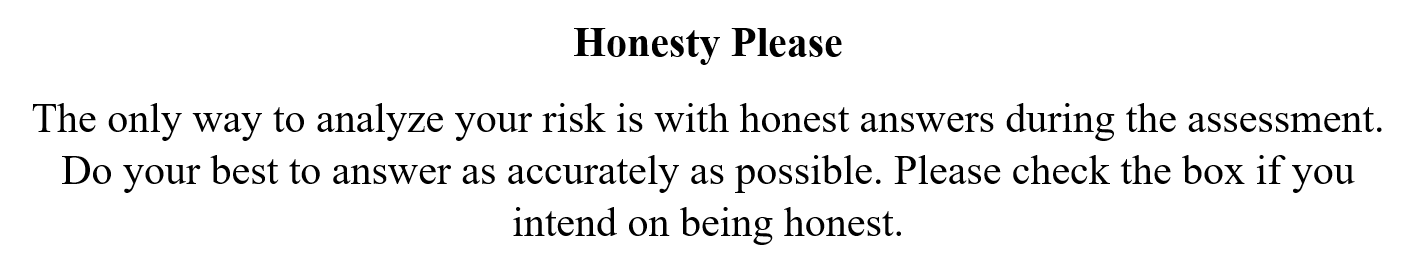 Honesty Please
The only way to analyze your risk is with honest answers during the assessment.
Do your best to answer as accurately as possible. Please check the box if you
intend on being honest.